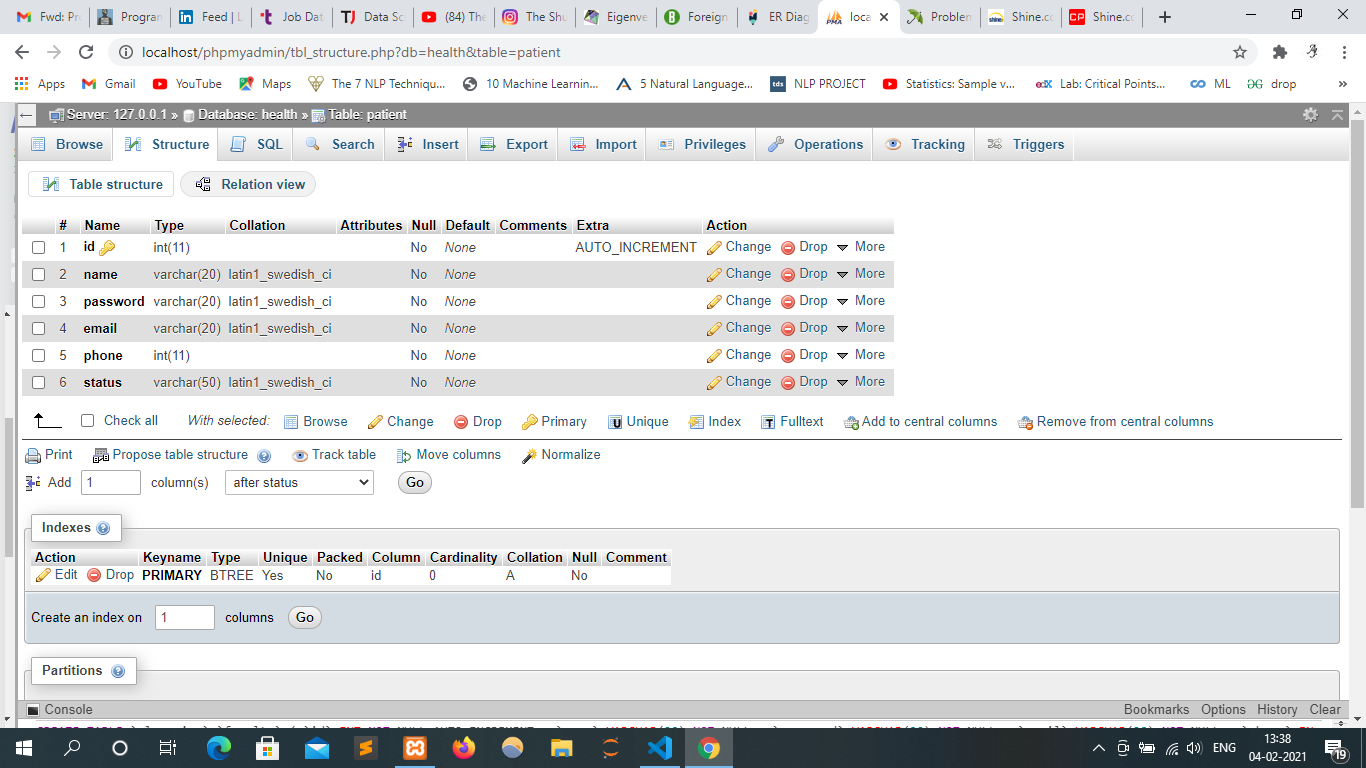 Fwd: Pr
Program
Feed | L
Job Dat
Data Sc
(84) The
The Shu
Eigenve
Foreign
ER Diag
loca
Problem
Shine.co
Shine.co
localhost/phpmyadmin/tbl_structure.php?db=health&table=patient
Apps Gmail YouTube Maps The 7 NLP Techniqu... 10 Machine Learnin... 5 Natural Language... tds NLP PROJECT Statistics: Sample v... edX Lab: Critical Points... ML drop »
Server: 127.0.0.1 » Database: health » Table: patient
Browse Structure SQL Search Insert Export Import Privileges Operations Tracking Triggers
Table structure Relation view
# Name Type Collation Attributes Null Default Comments Extra Action
1 id int(11) No None AUTO_INCREMENT Change Drop More
2 name varchar(20) latin1_swedish_ci No None Change Drop More
3 password varchar(20) latin1_swedish_ci No None Change Drop More
4 email varchar(20) latin1_swedish_ci No None Change Drop More
5 phone int(11) No None Change Drop More
6 status varchar(50) latin1_swedish_ci No None Change Drop More
Check all With selected: Browse Change Drop Primary Unique Index Fulltext Add to central columns Remove from central columns
Print Propose table structure Track table Move columns Normalize
Add 1 column(s) after status Go
Indexes
Action Keyname Type Unique Packed Column Cardinality Collation Null Comment
Edit Drop PRIMARY BTREE Yes No id 0 A No
Create an index on 1 columns Go
Partitions
Console Bookmarks Options History Clear
ENG
13:38
04-02-2021
19